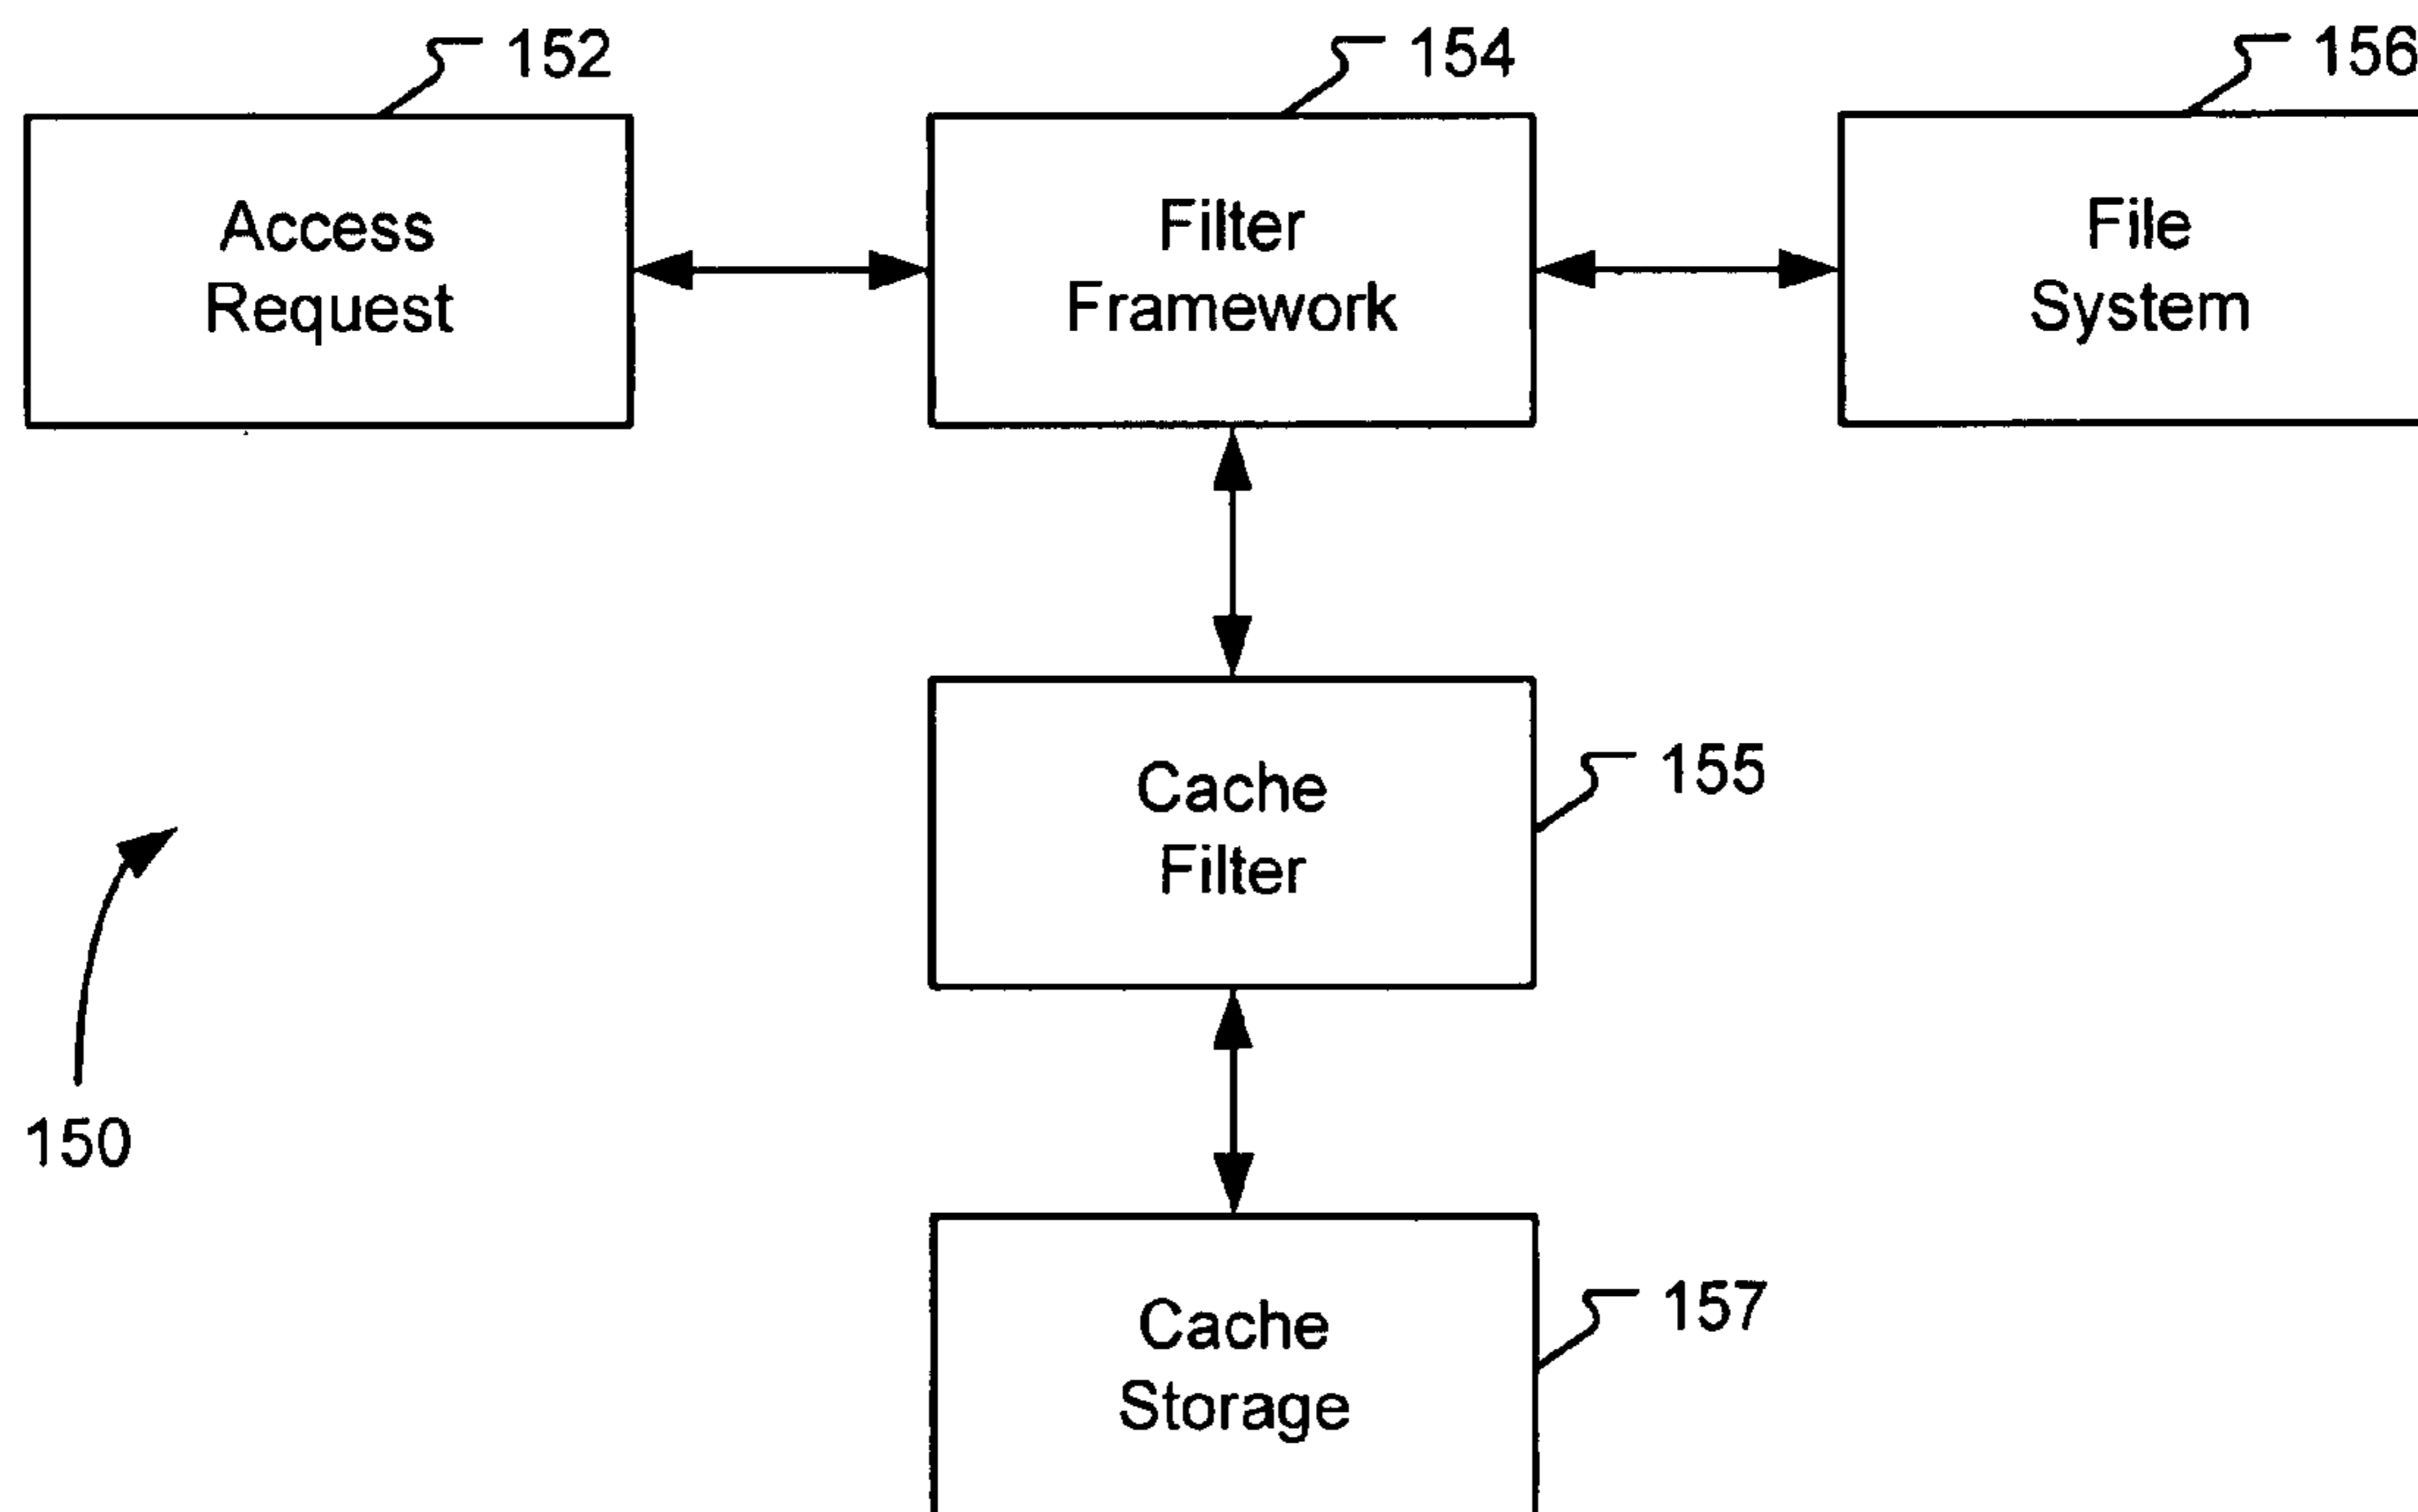 152
154
156
Access
Request
Filter
Framework
File
System
Cache
Filter
155
150
Cache
Storage
157